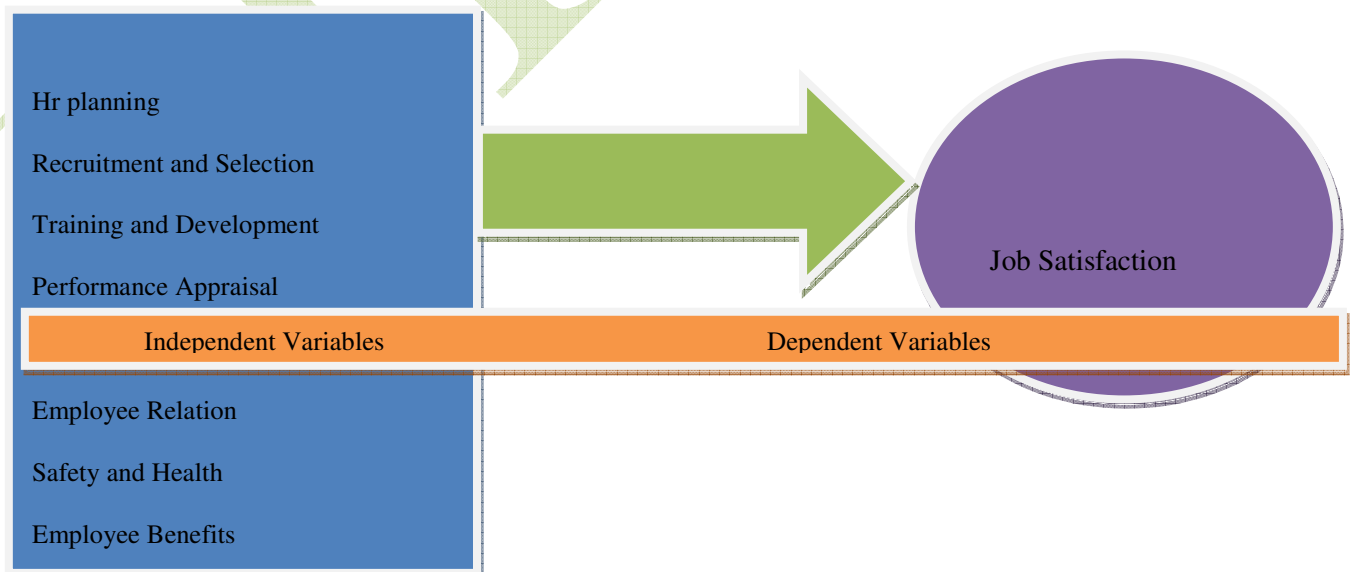 Hr planning
Recruitment and Selection
Training and Development
Performance Appraisal
Job Satisfaction
Independent Variables Dependent Variables
Employee Relation
Safety and Health
Employee Benefits